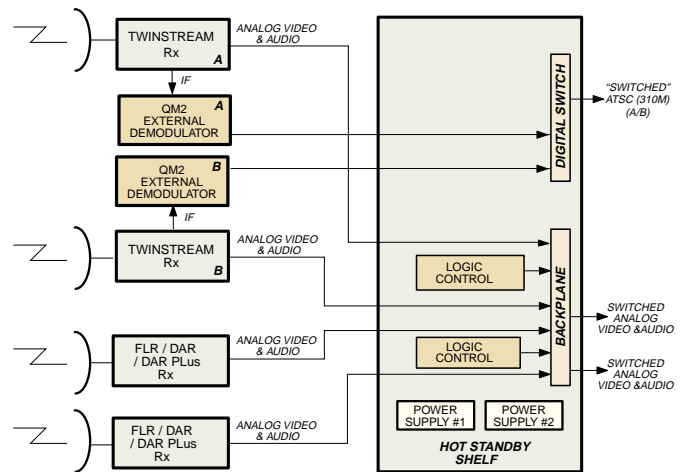 TWINSTREAM
Rx
A
ANALOG VIDEO
& AUDIO
IF
QM2
EXTERNAL
DEMODULATOR
A
QM2
EXTERNAL
DEMODULATOR
B
IF
TWINSTREAM
Rx
B
ANALOG VIDEO
& AUDIO
FLR / DAR
/ DAR PLus
Rx
ANALOG VIDEO
& AUDIO
FLR / DAR
/ DAR PLus
Rx
ANALOG VIDEO
& AUDIO
DIGITAL SWITCH
“SWITCHED”
ATSC (310M)
(A/B)
LOGIC
CONTROL
LOGIC
CONTROL
BACKPLANE
SWITCHED
ANALOG
VIDEO &AUDIO
SWITCHED
ANALOG
VIDEO &AUDIO
POWER
SUPPLY #1
POWER
SUPPLY #2
HOT STANDBY
SHELF